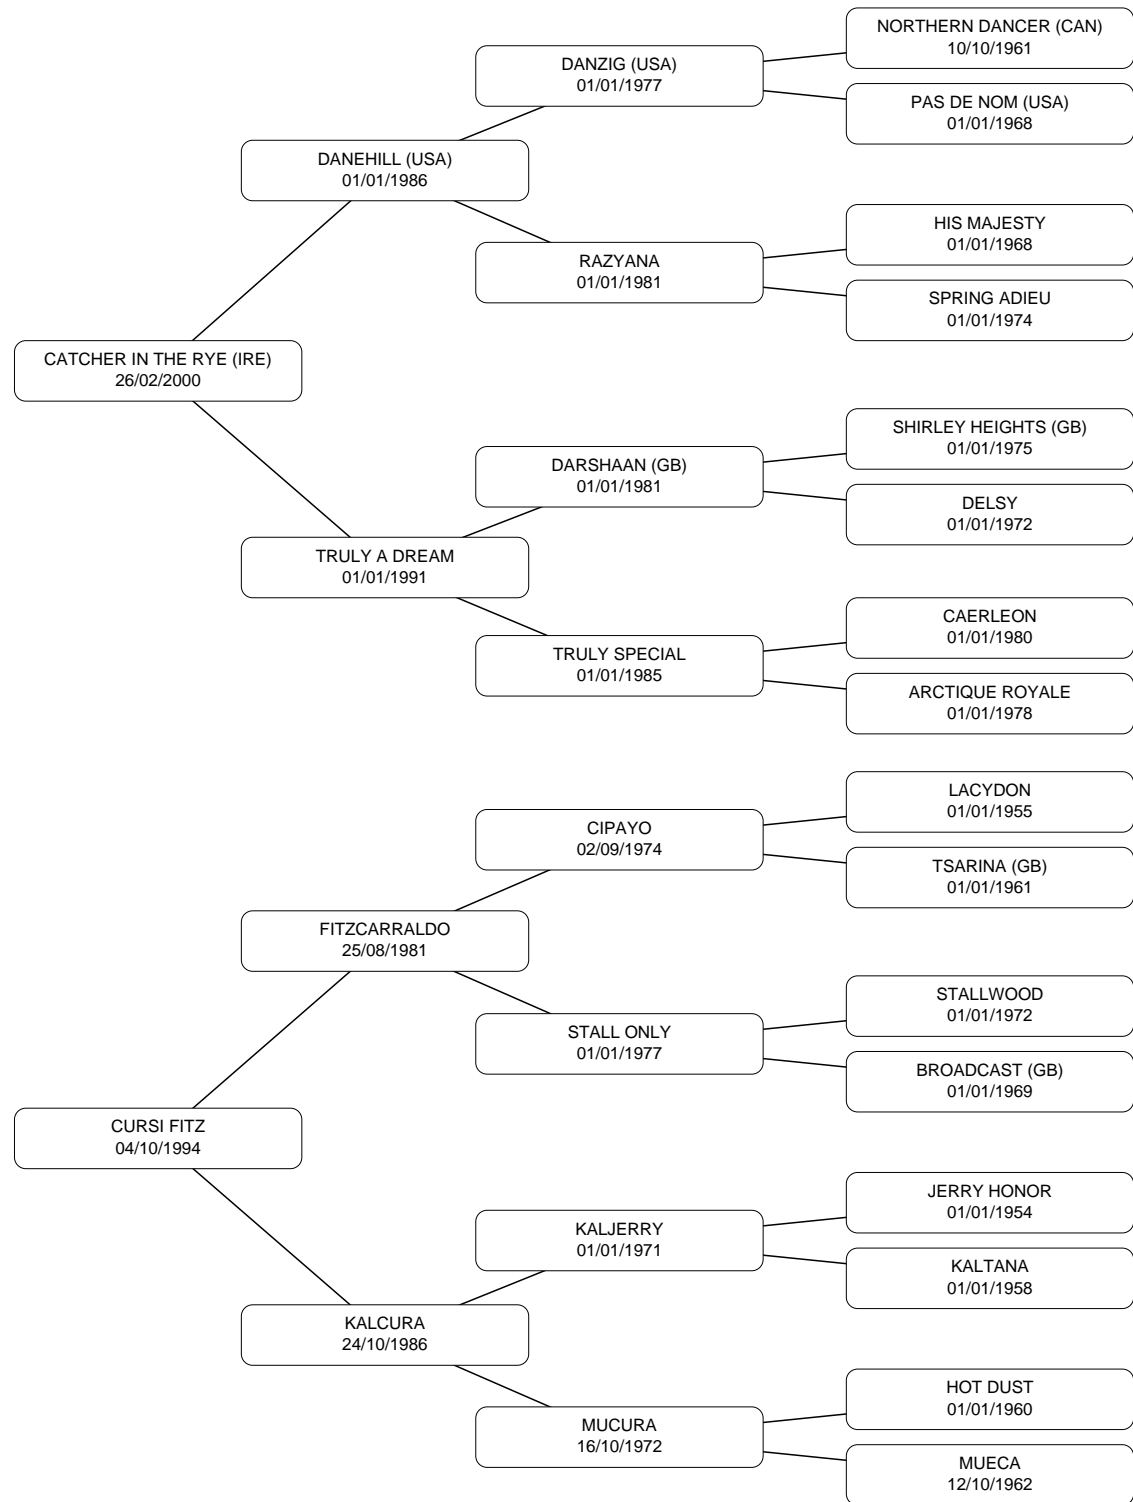 NORTHERN DANCER (CAN)
10/10/1961
DANZIG (USA)
01/01/1977
PAS DE NOM (USA)
01/01/1968
DANEHILL (USA)
01/01/1986
HIS MAJESTY
01/01/1968
RAZYANA
01/01/1981
SPRING ADIEU
01/01/1974
CATCHER IN THE RYE (IRE)
26/02/2000
SHIRLEY HEIGHTS (GB)
01/01/1975
DARSHAAN (GB)
01/01/1981
DELSY
01/01/1972
TRULY A DREAM
01/01/1991
CAERLEON
01/01/1980
TRULY SPECIAL
01/01/1985
ARCTIQUE ROYALE
01/01/1978
LACYDON
01/01/1955
CIPAYO
02/09/1974
TSARINA (GB)
01/01/1961
FITZCARRALDO
25/08/1981
STALLWOOD
01/01/1972
STALL ONLY
01/01/1977
BROADCAST (GB)
01/01/1969
CURSI FITZ
04/10/1994
JERRY HONOR
01/01/1954
KALJERRY
01/01/1971
KALTANA
01/01/1958
KALCURA
24/10/1986
HOT DUST
01/01/1960
MUCURA
16/10/1972
MUECA
12/10/1962